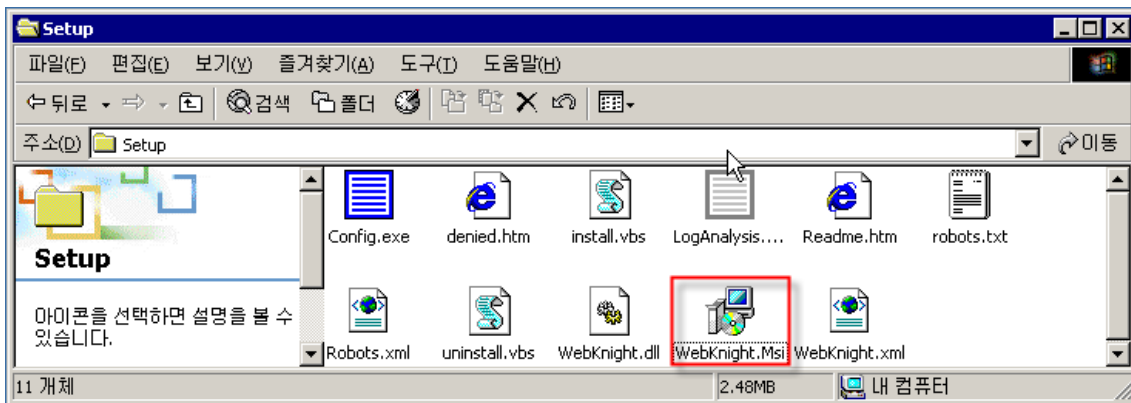 Setup
파일(F) 편집(E) 보기(V) 즐겨찾기(A) 도구(T) 도움말(H)
뒤로 검색 폴더
주소(D) Setup 이동
Setup
아이콘을 선택하면 설명을 볼 수
있습니다.
Config.exe denied.htm install.vbs LogAnalysis.... Readme.htm robots.txt
Robots.xml uninstall.vbs WebKnight.dll WebKnight.Msi WebKnight.xml
11 개체 2.48MB 내 컴퓨터